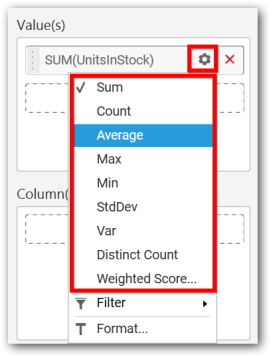 Value(s)
SUM(UnitsInStock)
Sum
Count
Average
Max
Min
Column(
StdDev
Var
Distinct Count
Weighted Score...
Filter
Format...